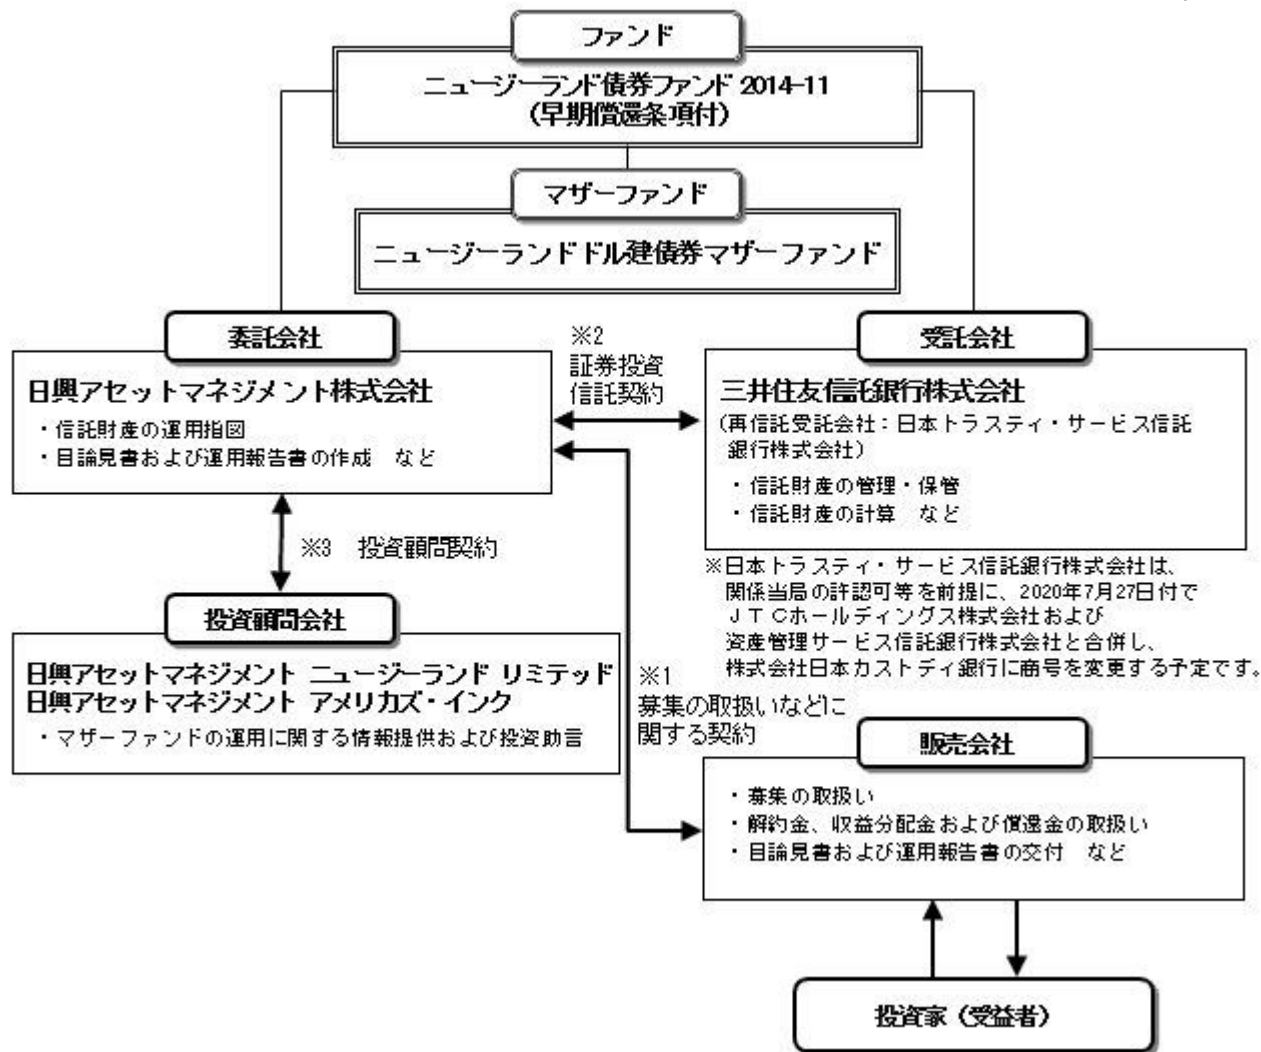 ファンド
ニュージーランド債券ファンド 2014-11
(早期償還条項付)
マザーファンド
ニュージーランドドル建債券マザーファンド
委託会社
日興アセットマネジメント株式会社
・信託財産の運用指図
・目論見書および運用報告書の作成 など
※2
証券投資
信託契約
受託会社
三井住友信託銀行株式会社
(再信託受託会社：日本トラスティ・サービス信託
銀行株式会社)
・信託財産の管理・保管
・信託財産の計算 など
※日本トラスティ・サービス信託銀行株式会社は、
関係当局の許認可等を前提に、2020年7月27日付で
ＪＴＣホールディングス株式会社および
資産管理サービス信託銀行株式会社と合併し、
株式会社日本カストディ銀行に商号を変更する予定です。
※3 投資顧問契約
投資顧問会社
日興アセットマネジメント ニュージーランド リミテッド
日興アセットマネジメント アメリカズ・インク
・マザーファンドの運用に関する情報提供および投資助言
※1
募集の取扱いなどに
関する契約
販売会社
・募集の取扱い
・解約金、収益分配金および償還金の取扱い
・目論見書および運用報告書の交付 など
投資家（受益者）